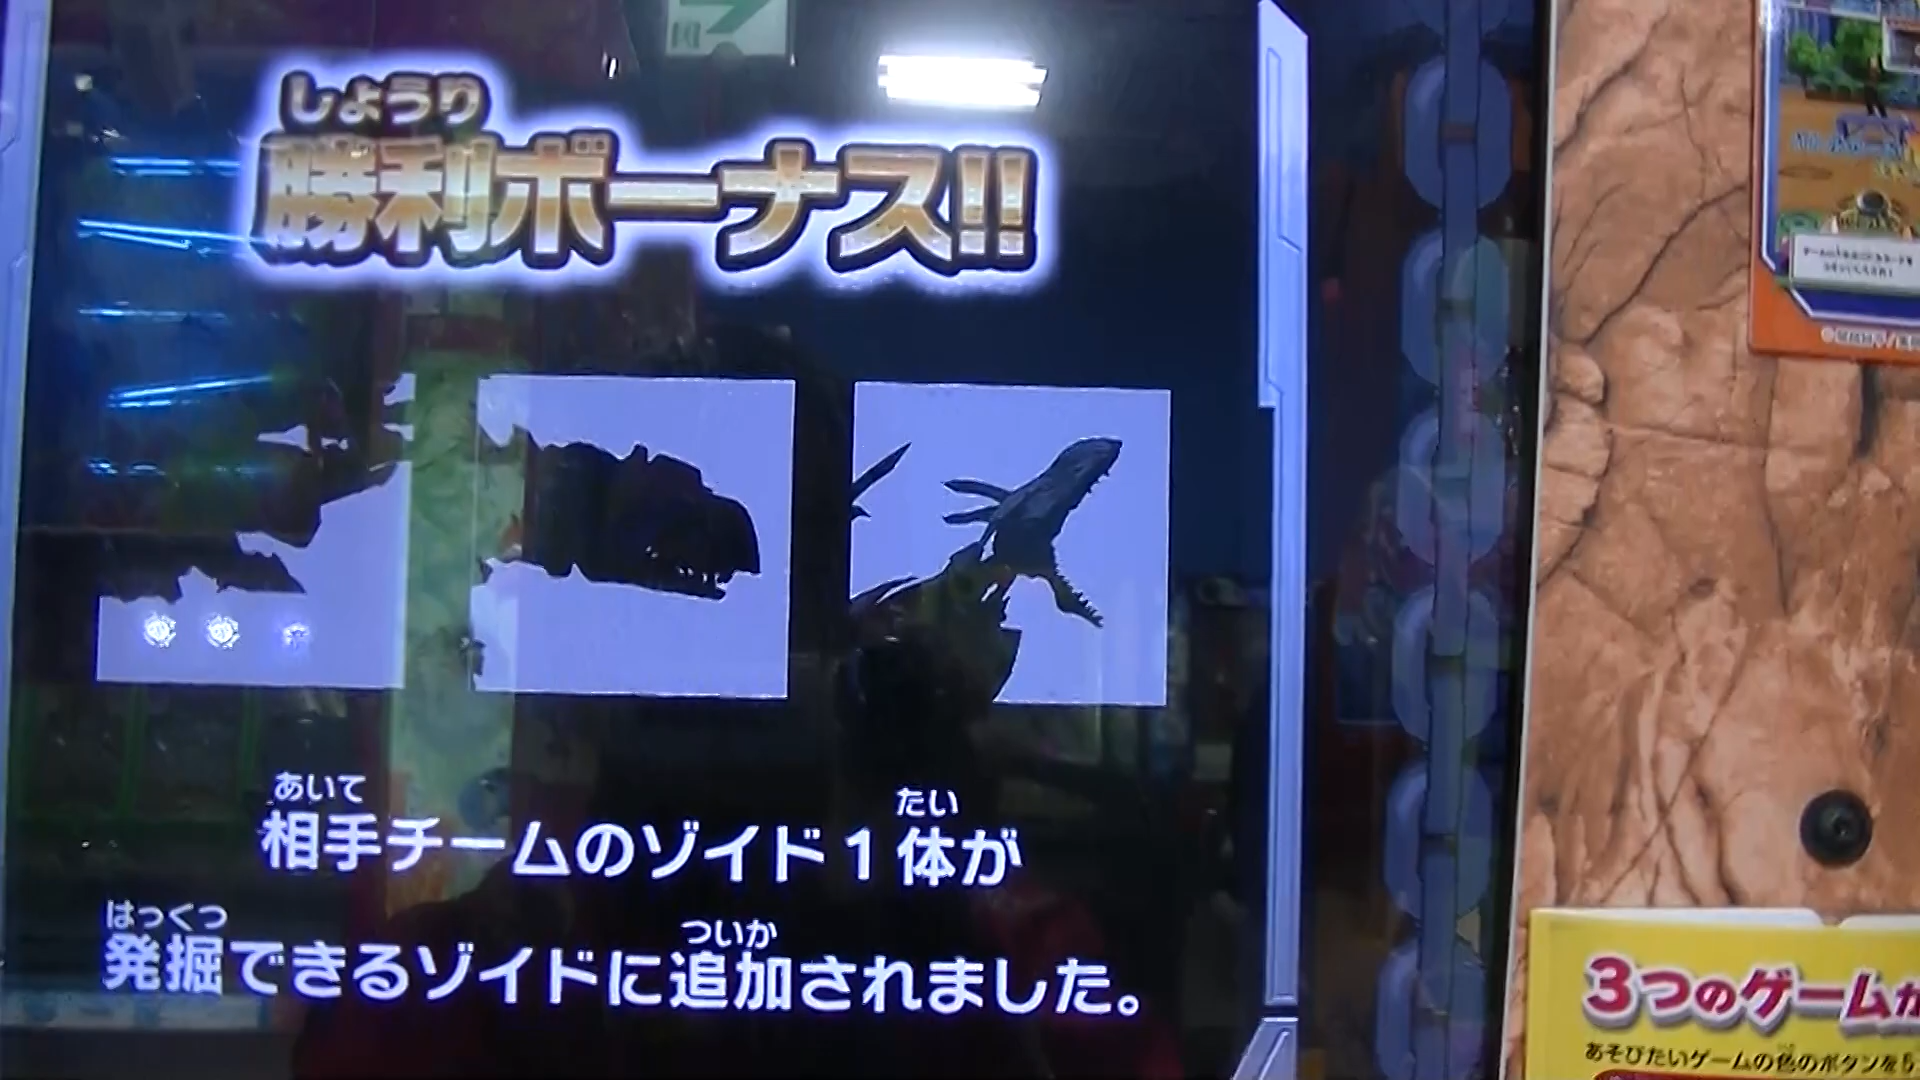 しょうり
勝利ボーナス!!
あいて たい
相手チームのゾイド1体が
はっくつ ついか
発掘できるゾイドに追加されました。
3つのゲームが
あそびたいゲームの色のボタンを